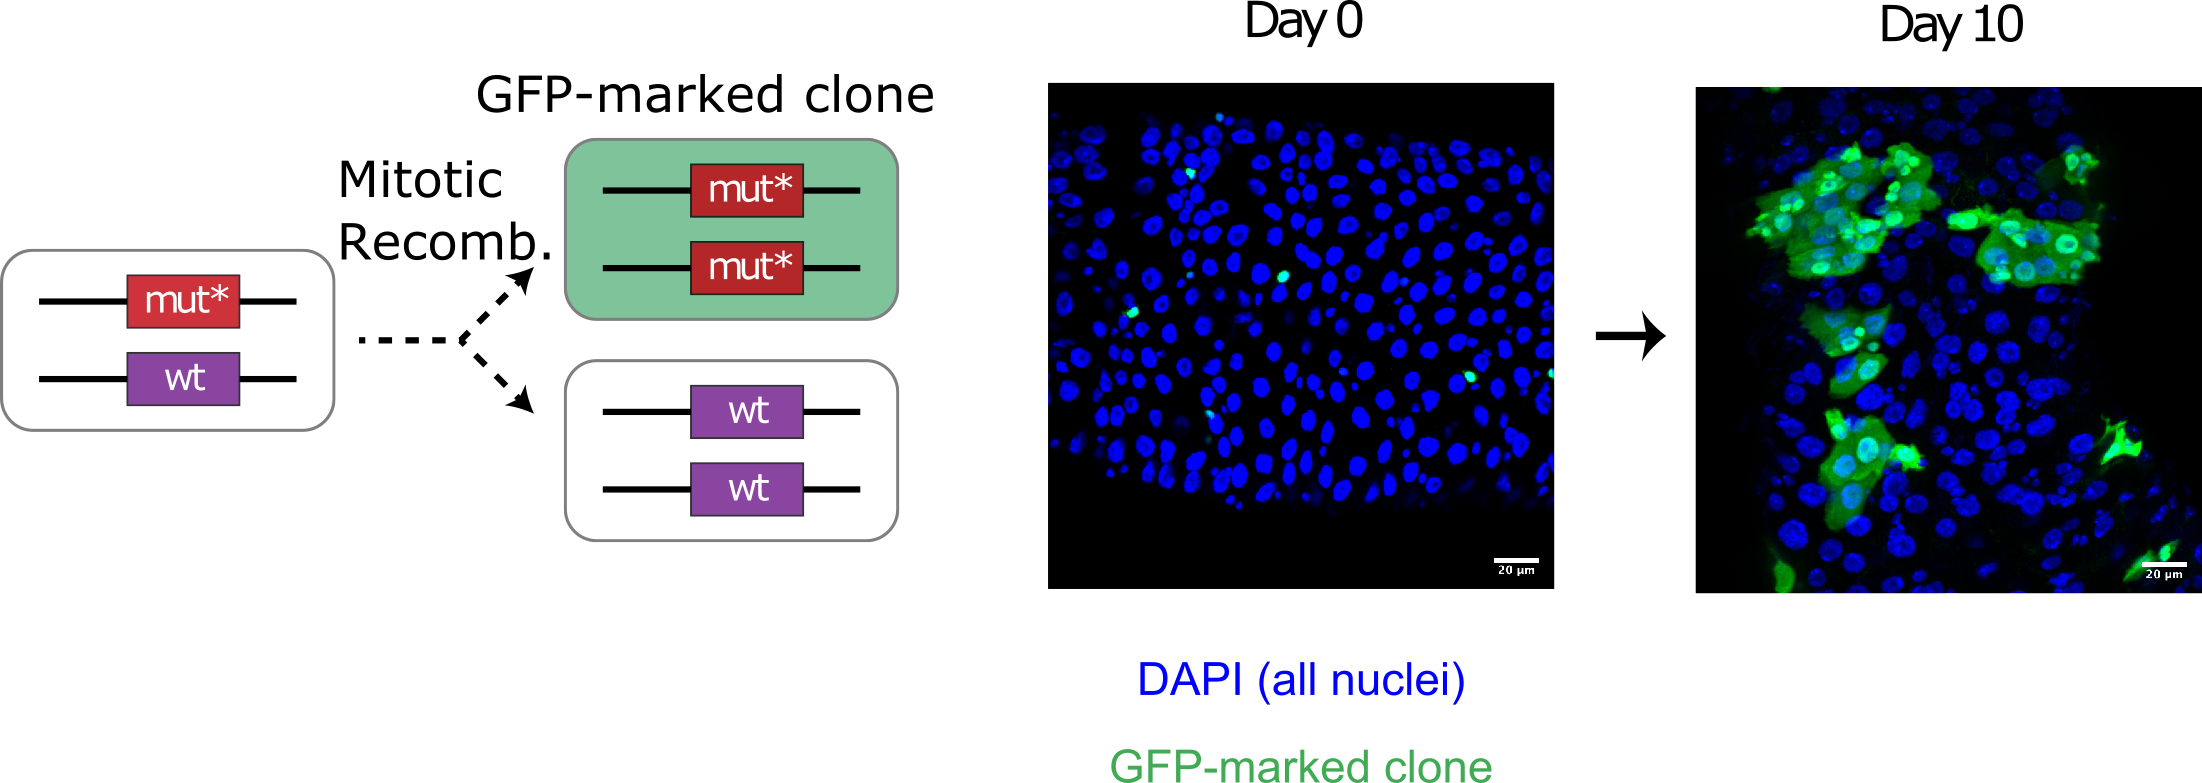 GFP-marked clone
Mitotic
Recomb.
mut*
wt
mut*
mut*
wt
wt
Day 0
20 µm
Day 10
20 µm
DAPI (all nuclei)
GFP-marked clone